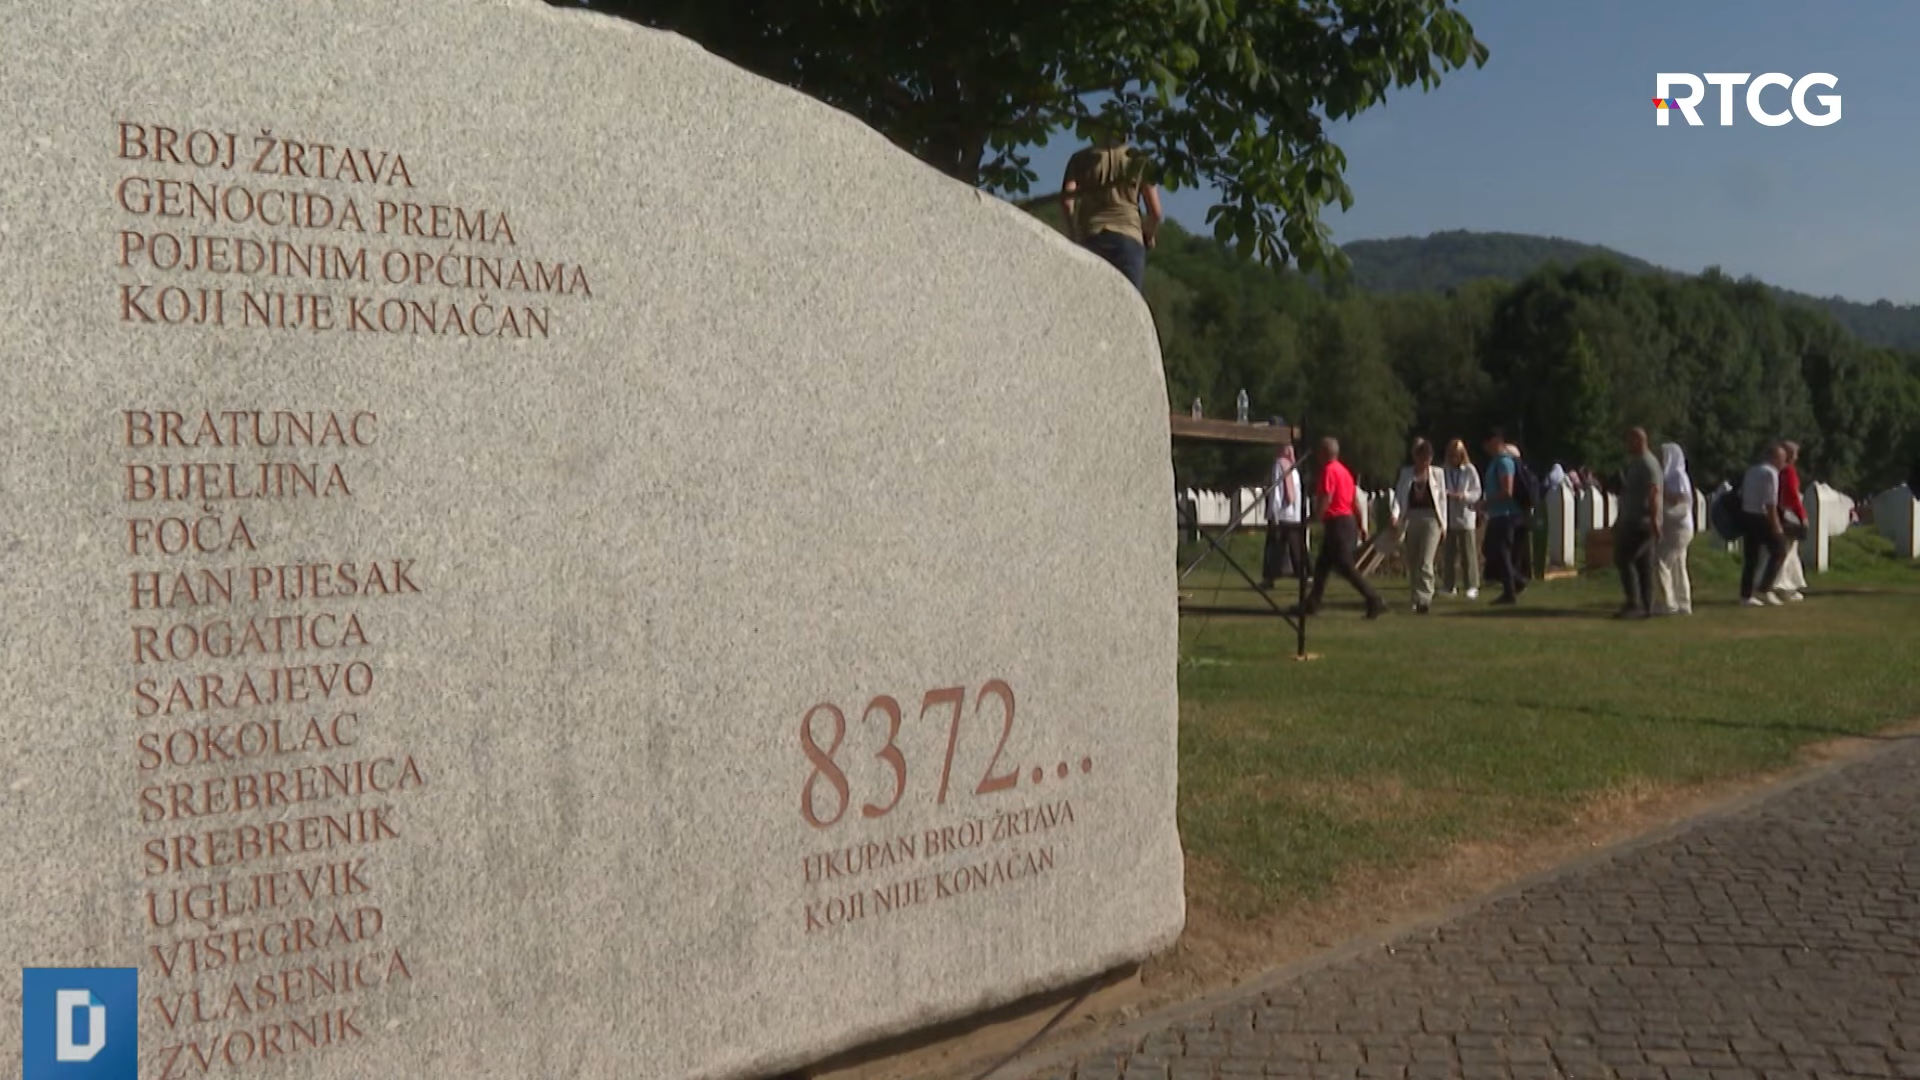 RTCG
BROJ ŽRTAVA
GENOCIDA PREMA
POJEDINIM OPĆINAMA
KOJI NIJE KONAČAN
BRATUNAC
BIJELJINA
FOČA
HAN PIJESAK
ROGATICA
SARAJEVO
SOKOLAC
SREBRENICA
SREBRENIK
UGLJEVIK
VIŠEGRAD
VLASENICA
ZVORNIK
8372...
UKUPAN BROJ ŽRTAVA
KOJI NIJE KONAČAN
D